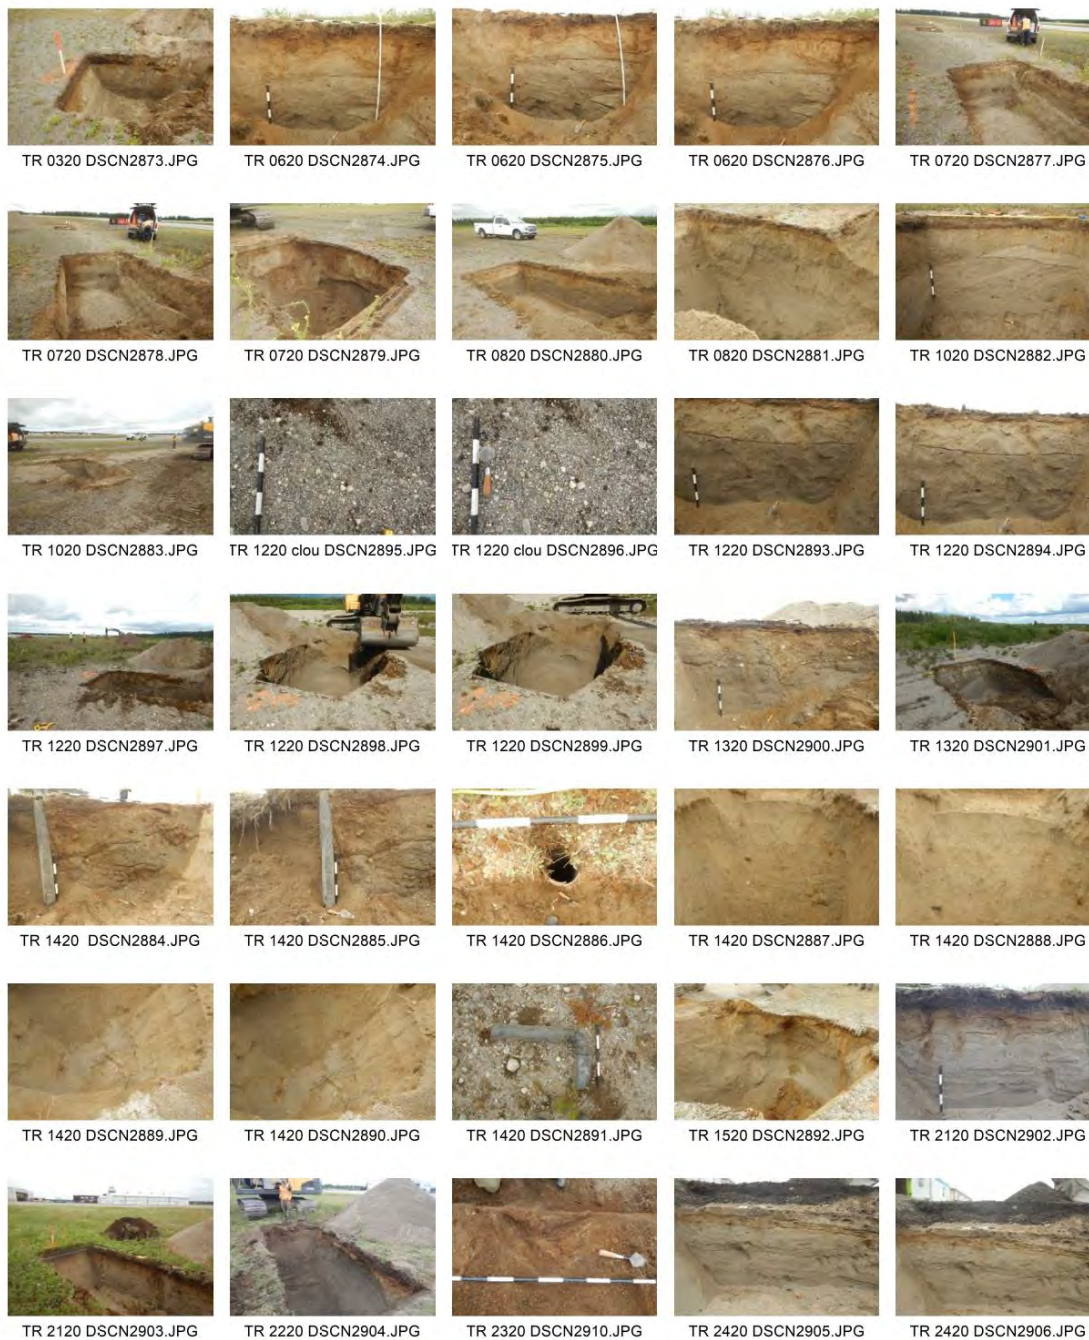 TR 0320 DSCN2873.JPG TR 0620 DSCN2874.JPG TR 0620 DSCN2875.JPG TR 0620 DSCN2876.JPG TR 0720 DSCN2877.JPG
TR 0720 DSCN2878.JPG TR 0720 DSCN2879.JPG TR 0820 DSCN2880.JPG TR 0820 DSCN2881.JPG TR 1020 DSCN2882.JPG
TR 1020 DSCN2883.JPG TR 1220 clou DSCN2895.JPG TR 1220 clou DSCN2896.JPG TR 1220 DSCN2893.JPG TR 1220 DSCN2894.JPG
TR 1220 DSCN2897.JPG TR 1220 DSCN2898.JPG TR 1220 DSCN2899.JPG TR 1320 DSCN2900.JPG TR 1320 DSCN2901.JPG
TR 1420 DSCN2884.JPG TR 1420 DSCN2885.JPG TR 1420 DSCN2886.JPG TR 1420 DSCN2887.JPG TR 1420 DSCN2888.JPG
TR 1420 DSCN2889.JPG TR 1420 DSCN2890.JPG TR 1420 DSCN2891.JPG TR 1520 DSCN2892.JPG TR 2120 DSCN2902.JPG
TR 2120 DSCN2903.JPG TR 2220 DSCN2904.JPG TR 2320 DSCN2910.JPG TR 2420 DSCN2905.JPG TR 2420 DSCN2906.JPG